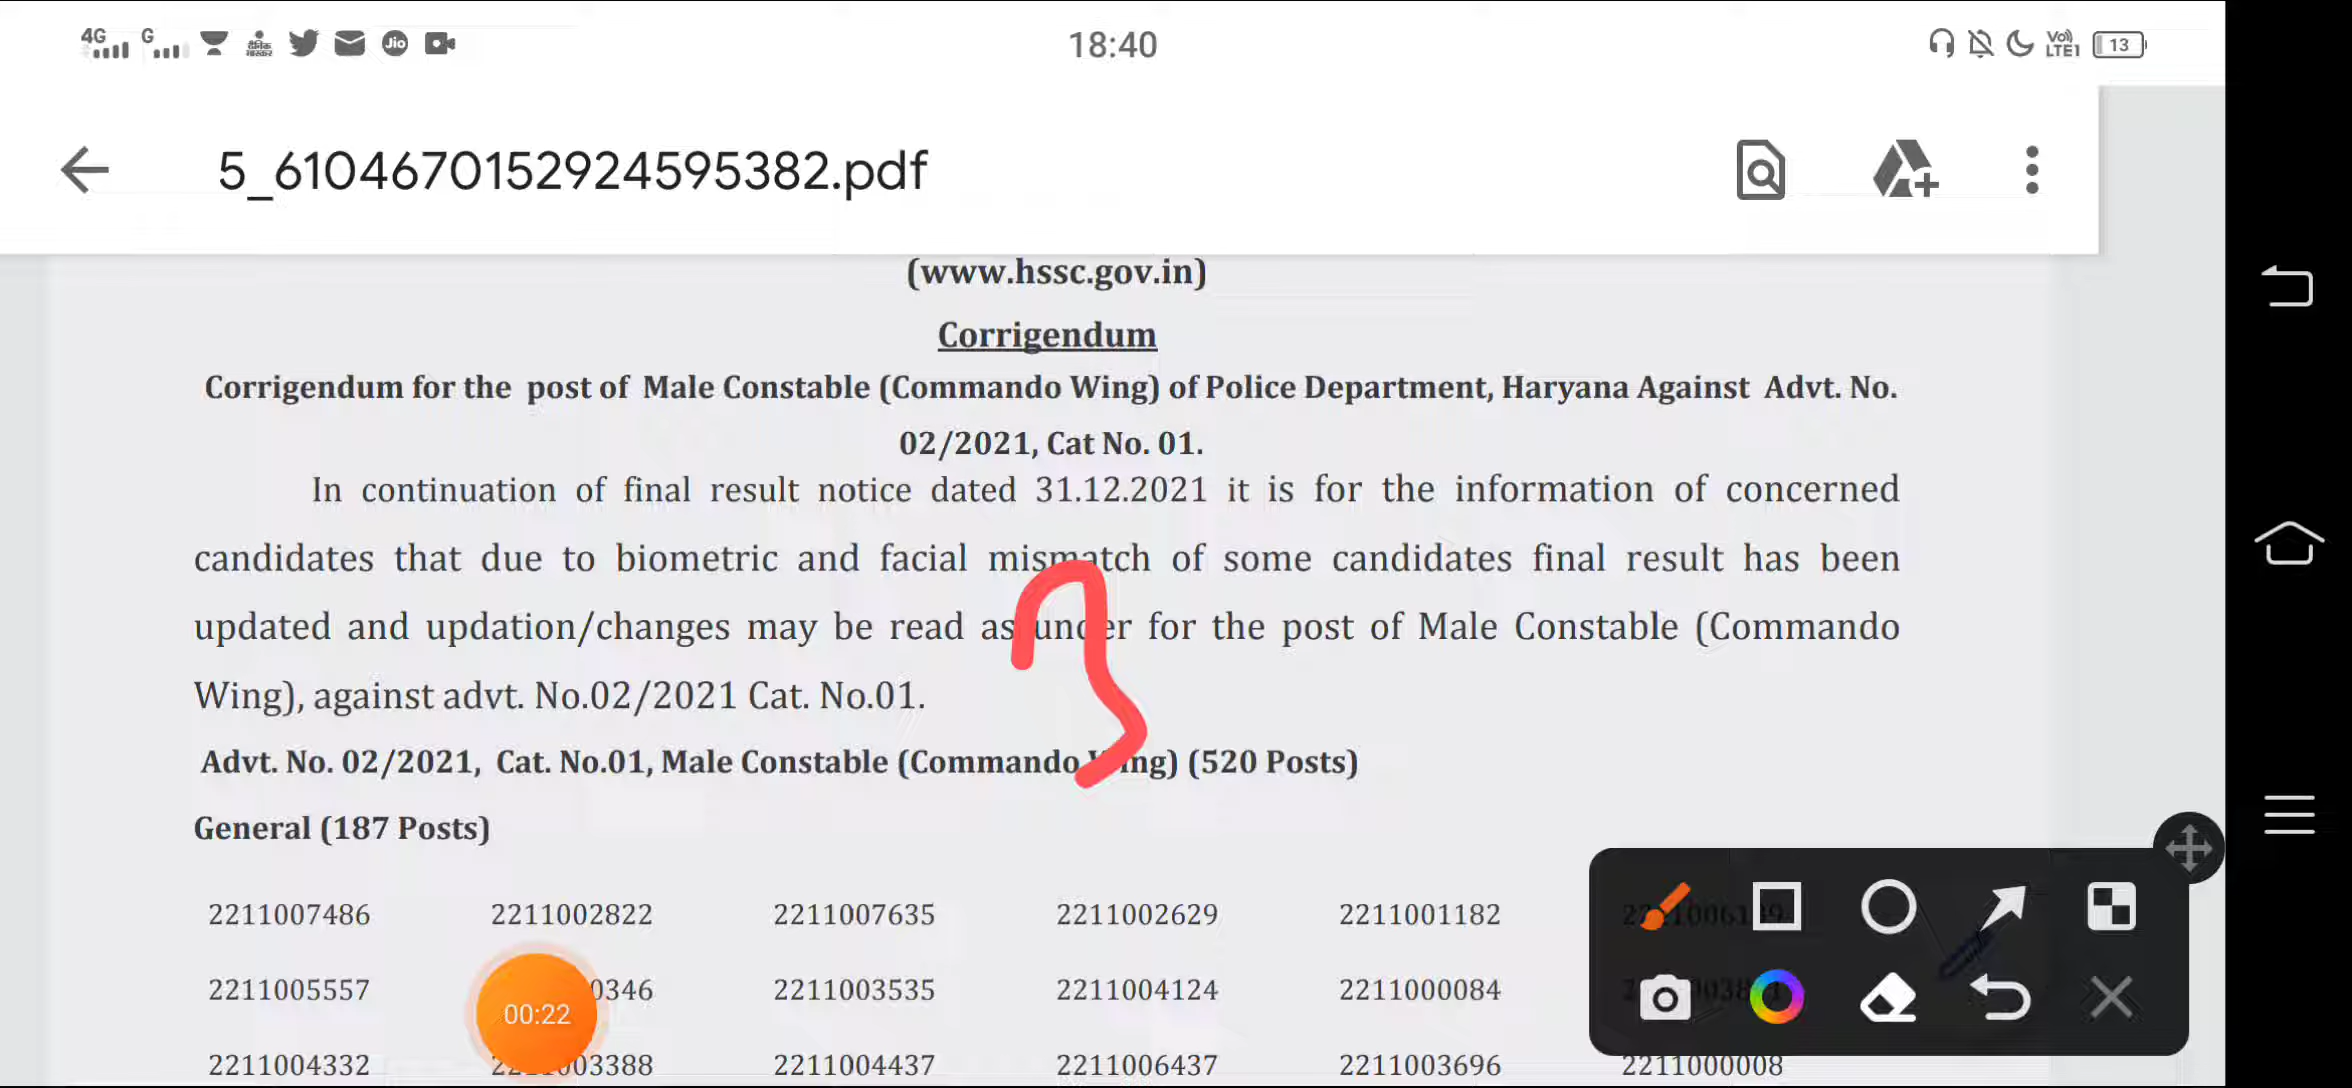 4G G दैनिक भास्कर Jio 18:40 Vo) LTE1 13
5_6104670152924595382.pdf
(www.hssc.gov.in)
Corrigendum
Corrigendum for the post of Male Constable (Commando Wing) of Police Department, Haryana Against Advt. No.
02/2021, Cat No. 01.
In continuation of final result notice dated 31.12.2021 it is for the information of concerned
candidates that due to biometric and facial mismatch of some candidates final result has been
updated and updation/changes may be read as under for the post of Male Constable (Commando
Wing), against advt. No.02/2021 Cat. No.01.
Advt. No. 02/2021, Cat. No.01, Male Constable (Commando Wing) (520 Posts)
General (187 Posts)
2211007486 2211002822 2211007635 2211002629 2211001182
2211005557 2211003535 2211004124 2211000084
00:22
2211004332 2211004437 2211006437 2211003696 2211000008